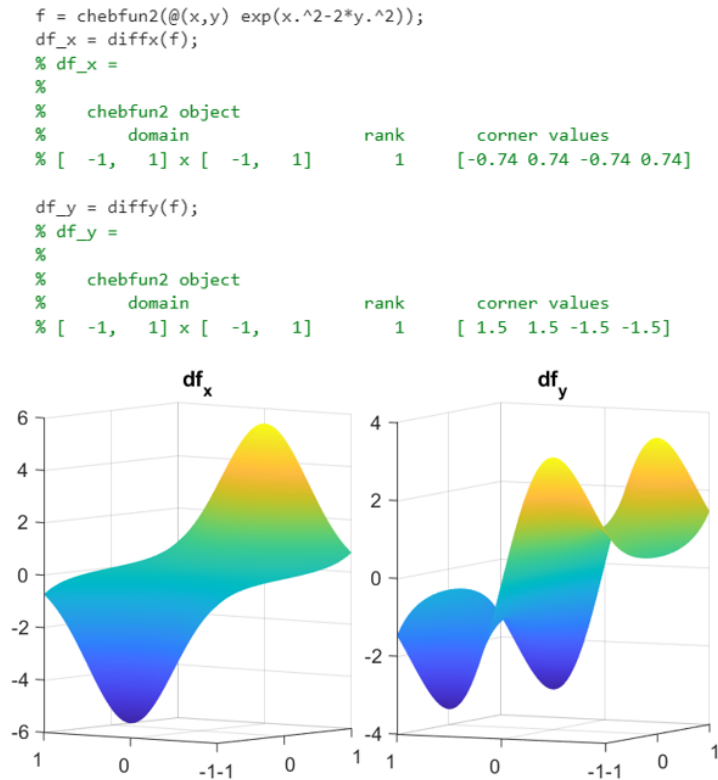 f = chebfun2(@(x,y) exp(x.^2-2*y.^2));
df_x = diffx(f);
% df_x =
%
%    chebfun2 object
%        domain                 rank       corner values
% [  -1,   1] x [  -1,   1]        1     [-0.74 0.74 -0.74 0.74]
df_y = diffy(f);
% df_y =
%
%    chebfun2 object
%        domain                 rank       corner values
% [  -1,   1] x [  -1,   1]        1     [ 1.5  1.5 -1.5 -1.5]
df_x
df_y
6
4
2
0
-2
-4
-6
1
0
-1
-1
0
1
4
2
0
-2
-4
1
0
-1
-1
0
1